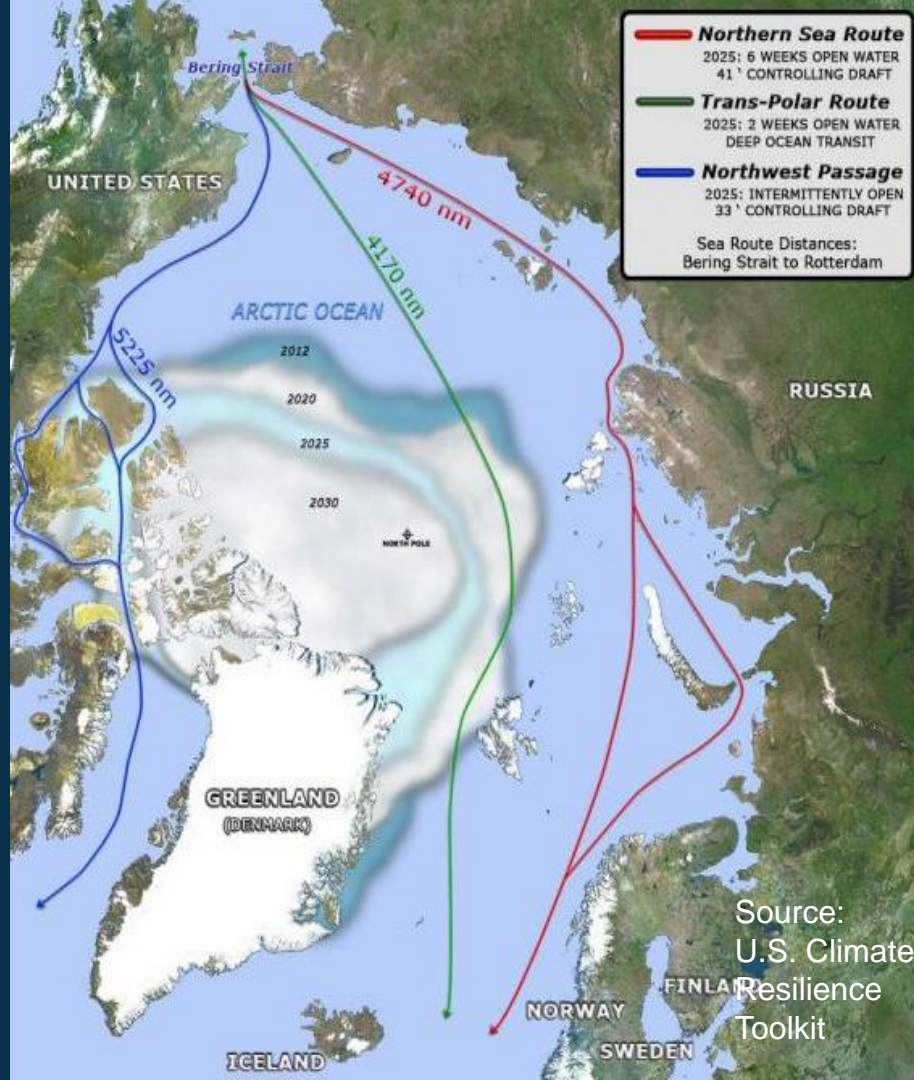 Northern Sea Route
2025: 6 WEEKS OPEN WATER
41' CONTROLLING DRAFT
Trans-Polar Route
2025: 2 WEEKS OPEN WATER
DEEP OCEAN TRANSIT
Northwest Passage
2025: INTERMITTENTLY OPEN
33' CONTROLLING DRAFT
Sea Route Distances:
Bering Strait to Rotterdam
Bering Strait
UNITED STATES
4740 nm
4170 nm
ARCTIC OCEAN
5225 nm
2012
2020
2025
2030
NORTH POLE
RUSSIA
GREENLAND
(DENMARK)
ICELAND
NORWAY
FINLAND
SWEDEN
Source:
U.S. Climate
Resilience
Toolkit